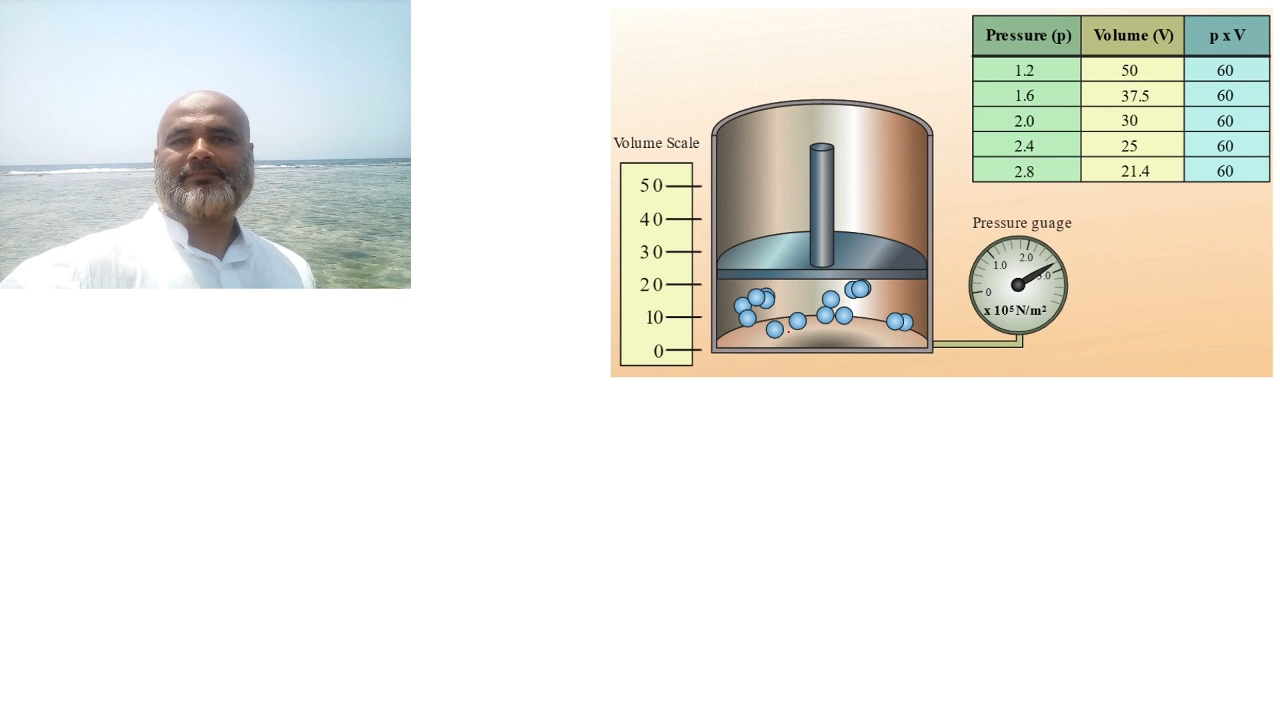 Pressure (p) Volume (V) p x V
1.2 50 60
1.6 37.5 60
2.0 30 60
2.4 25 60
2.8 21.4 60
Volume Scale
50
40
30
20
10
0
Pressure guage
0 1.0 2.0 3.0
x 10⁵ N/m²